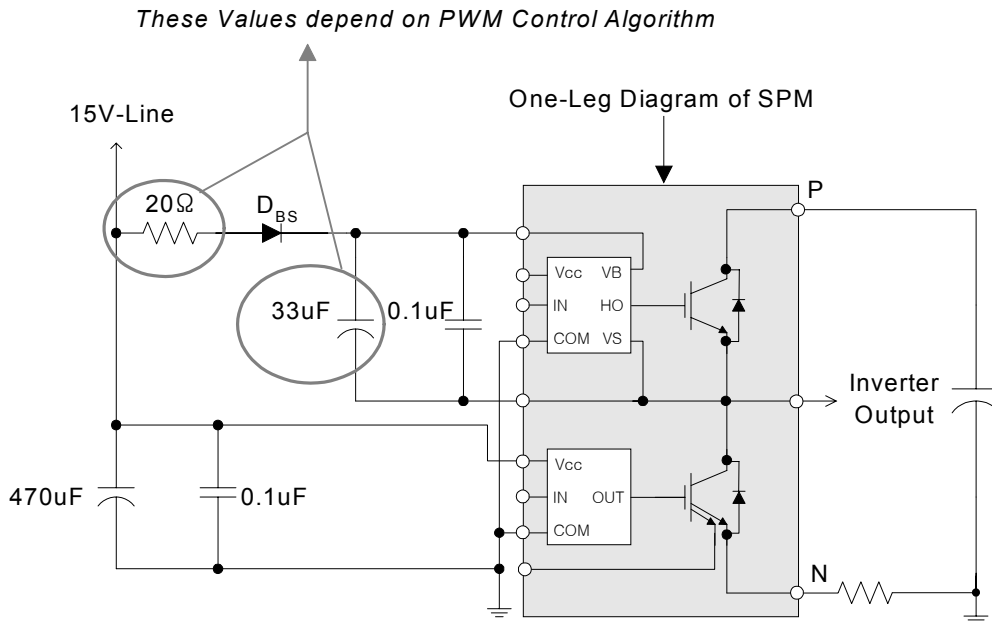 These Values depend on PWM Control Algorithm
One-Leg Diagram of SPM
15V-Line
P
20Ω
DBS
Vcc
VB
IN
HO
COM
VS
33uF
0.1uF
Inverter
Output
Vcc
IN
OUT
COM
470uF
0.1uF
N